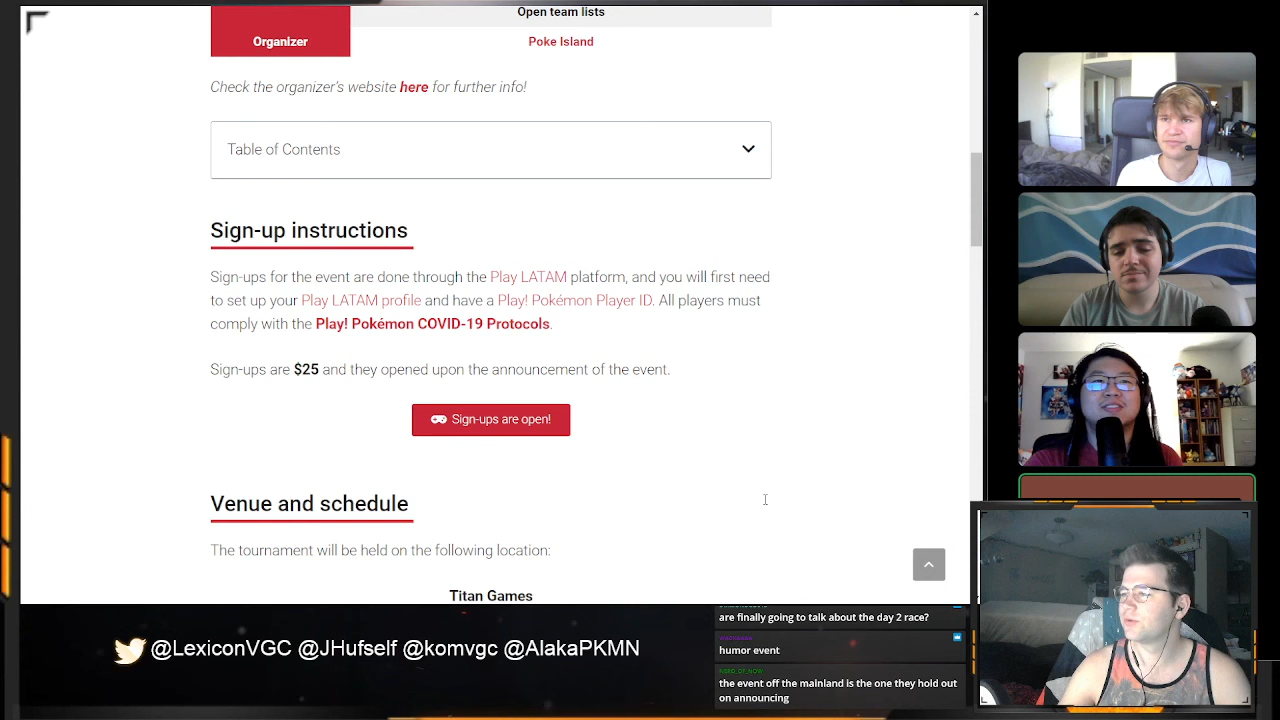 Open team lists
Organizer
Poke Island
Check the organizer's website here for further info!
Table of Contents
Sign-up instructions
Sign-ups for the event are done through the Play LATAM platform, and you will first need
to set up your Play LATAM profile and have a Play! Pokémon Player ID. All players must
comply with the Play! Pokémon COVID-19 Protocols.
Sign-ups are $25 and they opened upon the announcement of the event.
Sign-ups are open!
Venue and schedule
The tournament will be held on the following location:
Titan Games
@LexiconVGC @JHufself @komvgc @AlakaPKMN
are finally going to talk about the day 2 race?
humor event
NERD_OF_NOW
the event off the mainland is the one they hold out
on announcing